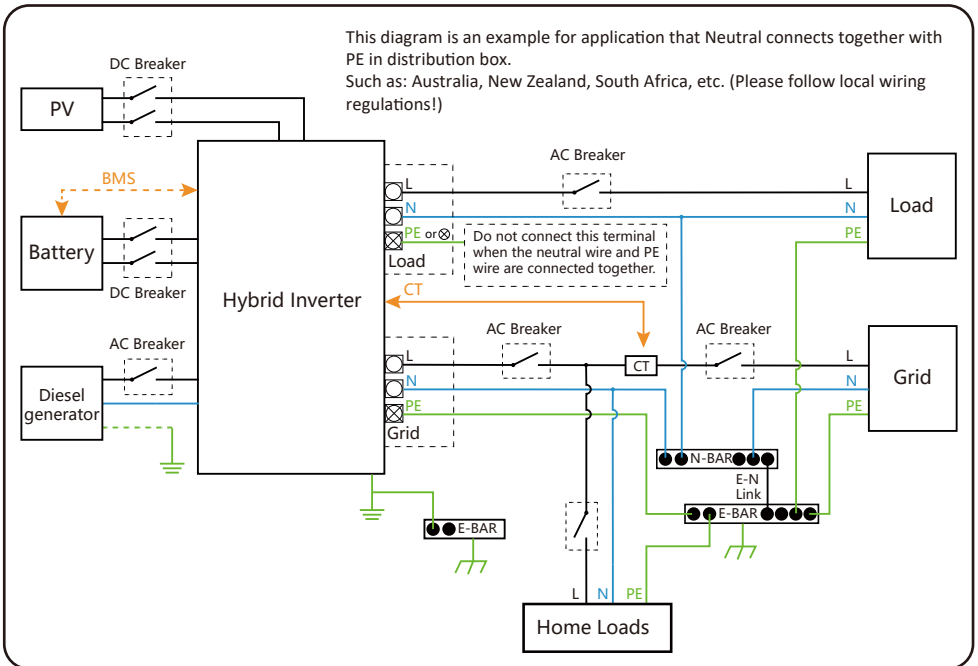 This diagram is an example for application that Neutral connects together with
PE in distribution box.
Such as: Australia, New Zealand, South Africa, etc. (Please follow local wiring
regulations!)
DC Breaker
PV
AC Breaker
BMS
L
N
PE or
Load
Do not connect this terminal
when the neutral wire and PE
wire are connected together.
L
N
PE
Load
Battery
DC Breaker
Hybrid Inverter
CT
AC Breaker
AC Breaker
AC Breaker
L
N
PE
Grid
CT
L
N
PE
Grid
Diesel
generator
N-BAR
E-N
Link
E-BAR
E-BAR
L N PE
Home Loads